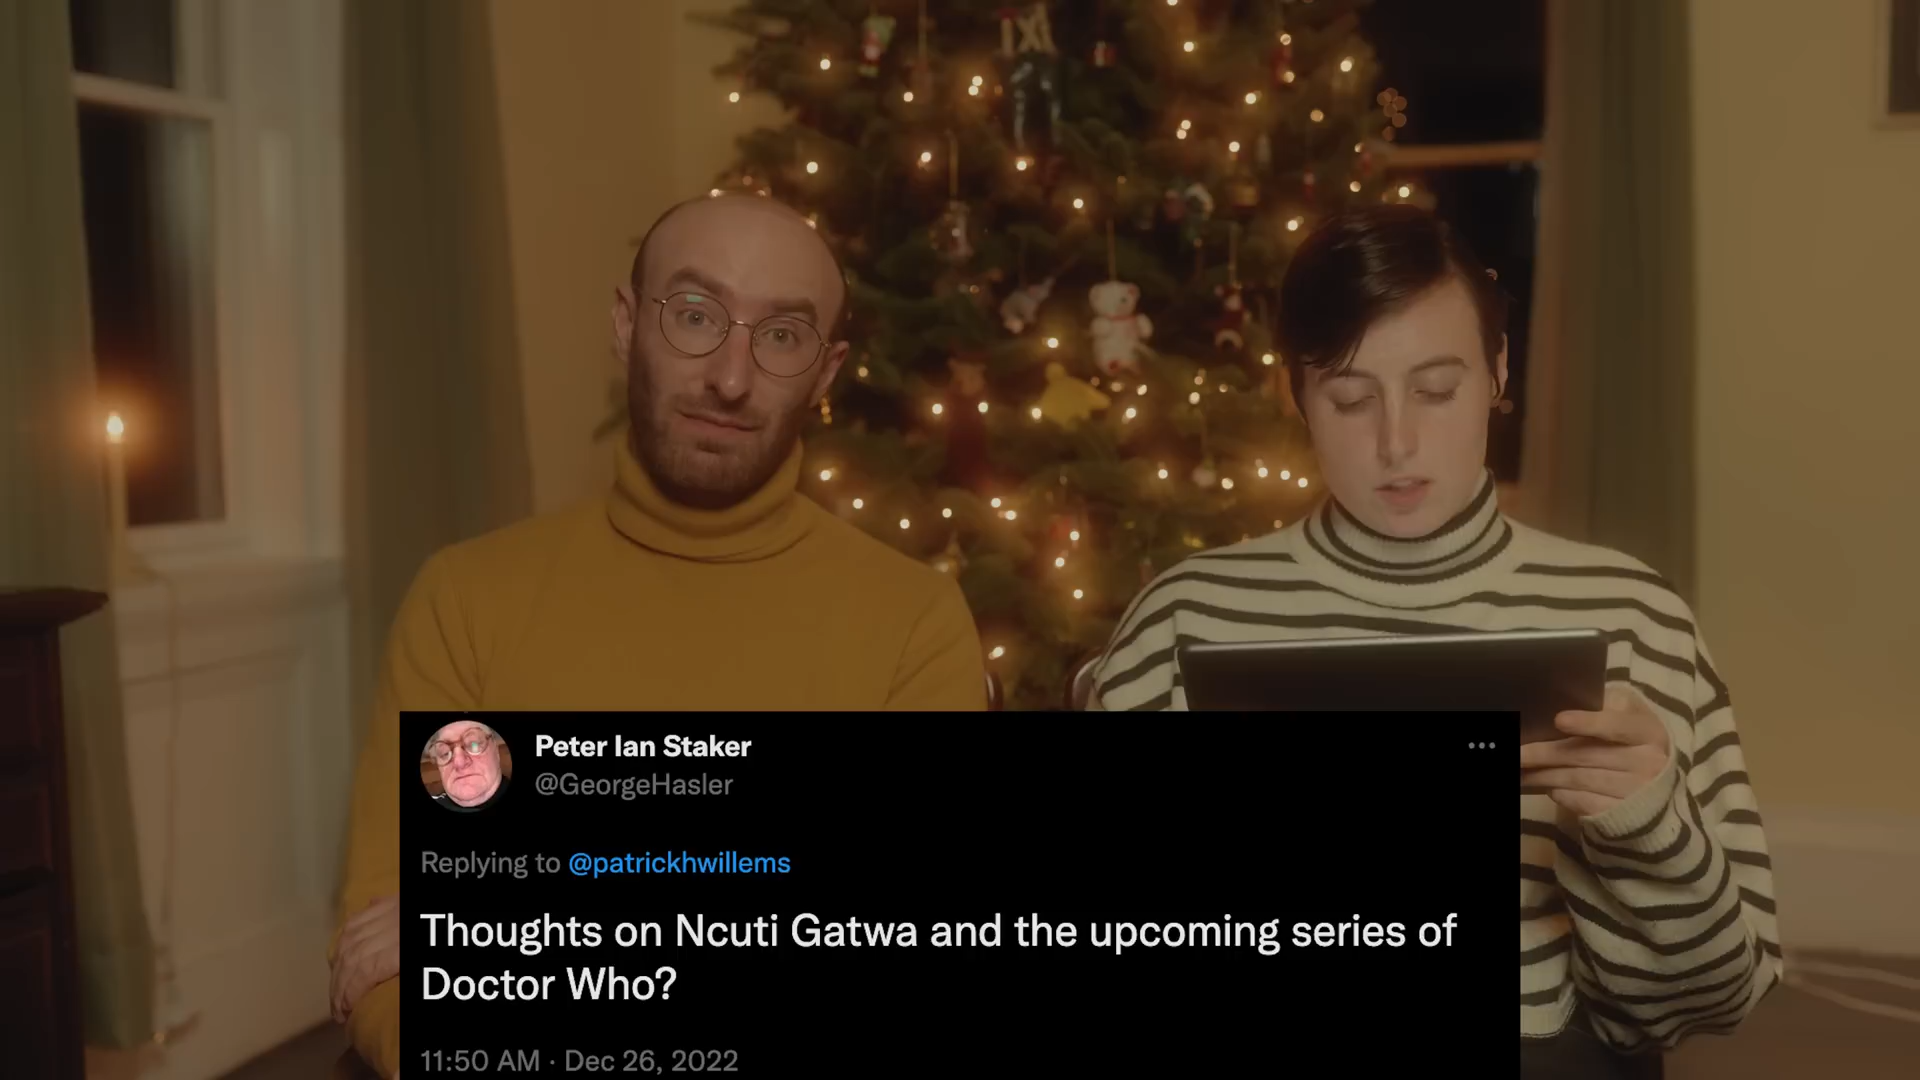 Peter Ian Staker
@GeorgeHasler
Replying to @patrickhwillems
Thoughts on Ncuti Gatwa and the upcoming series of
Doctor Who?
11:50 AM · Dec 26, 2022